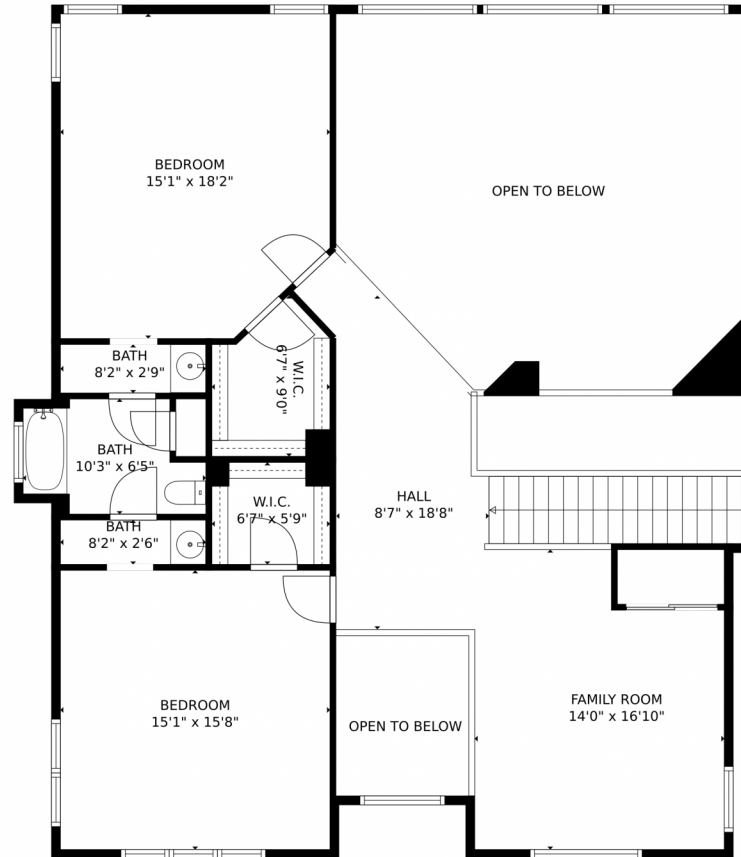 BEDROOM
15'1" x 18'2"
OPEN TO BELOW
BATH
8'2" x 2'9"
W.I.C.
6'7" x 9'0"
BATH
10'3" x 6'5"
W.I.C.
6'7" x 5'9"
HALL
8'7" x 18'8"
BATH
8'2" x 2'6"
BEDROOM
15'1" x 15'8"
OPEN TO BELOW
FAMILY ROOM
14'0" x 16'10"